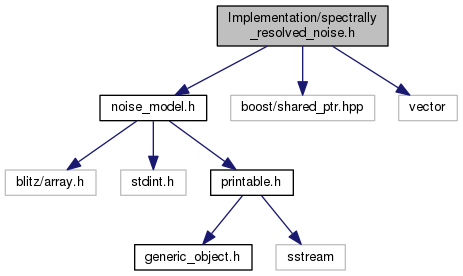 Implementation/spectrally
_resolved_noise.h
noise_model.h
boost/shared_ptr.hpp
vector
blitz/array.h
stdint.h
printable.h
generic_object.h
sstream